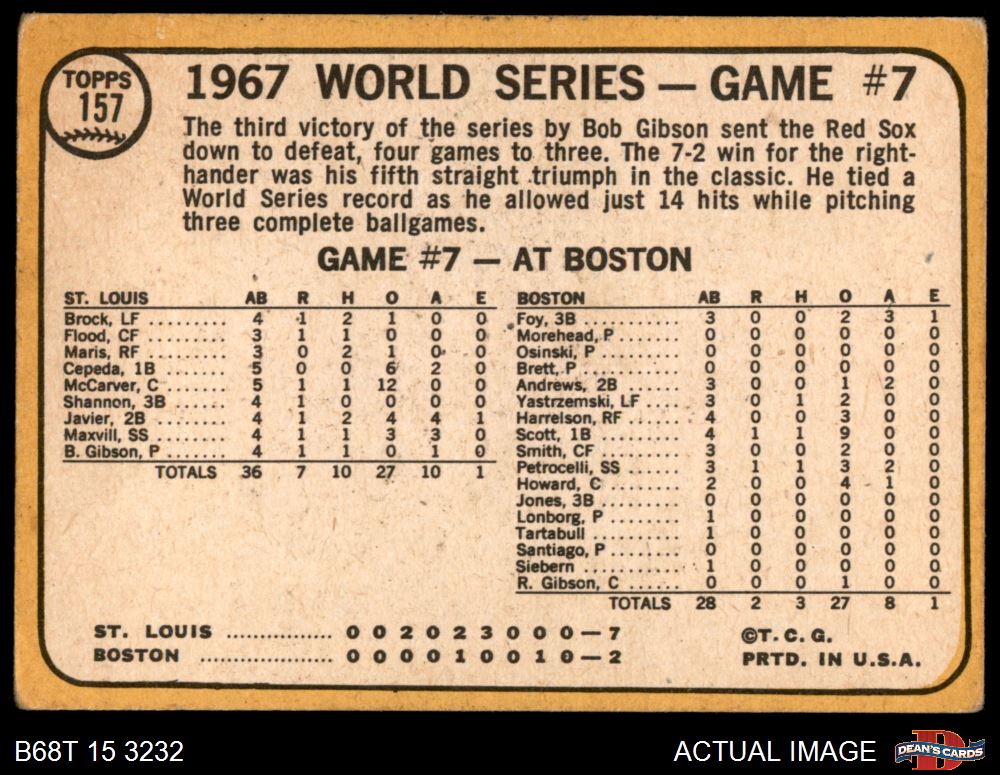 TOPPS
157
1967 WORLD SERIES — GAME #7
The third victory of the series by Bob Gibson sent the Red Sox
down to defeat, four games to three. The 7-2 win for the right-
hander was his fifth straight triumph in the classic. He tied a
World Series record as he allowed just 14 hits while pitching
three complete ballgames.
GAME #7 — AT BOSTON
ST. LOUIS AB R H O A E
Brock, LF ......... 4 1 2 1 0 0
Flood, CF ......... 3 1 1 0 0 0
Maris, RF ......... 3 0 2 1 0 0
Cepeda, 1B ....... 5 0 0 6 2 0
McCarver, C ....... 5 1 1 12 0 0
Shannon, 3B ...... 4 1 0 0 0 0
Javier, 2B ........ 4 1 2 4 4 1
Maxvill, SS ....... 4 1 1 3 3 0
B. Gibson, P ...... 4 1 1 0 1 0
TOTALS 36 7 10 27 10 1
BOSTON AB R H O A E
Foy, 3B ............ 3 0 0 2 3 1
Morehead, P ....... 0 0 0 0 0 0
Osinski, P ......... 0 0 0 0 0 0
Brett, P ............ 0 0 0 0 0 0
Andrews, 2B ....... 3 0 0 1 2 0
Yastrzemski, LF .... 3 0 1 2 0 0
Harrelson, RF ...... 4 0 0 3 0 0
Scott, 1B .......... 4 1 1 9 0 0
Smith, CF .......... 3 0 0 2 0 0
Petrocelli, SS ....... 3 1 1 3 2 0
Howard, C ......... 2 0 0 4 1 0
Jones, 3B .......... 0 0 0 0 0 0
Lonborg, P ......... 1 0 0 0 0 0
Tartabull .......... 1 0 0 0 0 0
Santiago, P ........ 0 0 0 0 0 0
Siebern ............ 1 0 0 0 0 0
R. Gibson, C ...... 0 0 0 1 0 0
TOTALS 28 2 3 27 8 1
ST. LOUIS .............. 0 0 2 0 2 3 0 0 0 — 7
BOSTON ................. 0 0 0 0 1 0 0 1 0 — 2
©T. C. G.
PRTD. IN U.S.A.
B68T 15 3232
ACTUAL IMAGE
DEAN'S CARDS